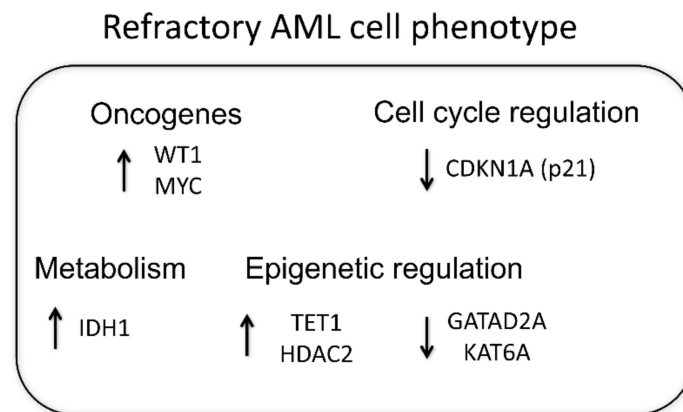 Refractory AML cell phenotype
Oncogenes
WT1
MYC
Cell cycle regulation
CDKN1A (p21)
Metabolism
IDH1
Epigenetic regulation
TET1
HDAC2
GATAD2A
KAT6A